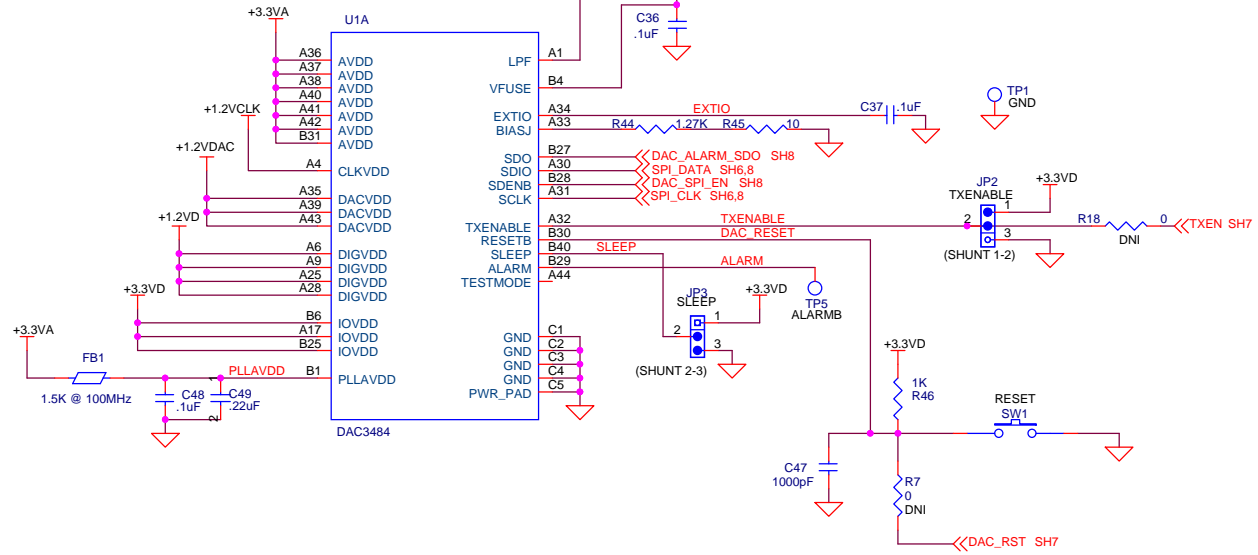 +3.3VA
U1A
C36
.1uF
A36 AVDD LPF A1
A37 AVDD
A38 AVDD VFUSE B4
A40 AVDD
A41 AVDD EXTIO A34 EXTIO C37 .1uF
A42 AVDD BIASJ A33 R44 1.27K R45 10
B31 AVDD
TP1
GND
+1.2VCLK
A4 CLKVDD
SDO B27 DAC_ALARM_SDO SH8
SDIO A30 SPI_DATA SH6,8
SDENB B28 DAC_SPI_EN SH8
SCLK A31 SPI_CLK SH6,8
+1.2VDAC
A35 DACVDD
A39 DACVDD
A43 DACVDD
TXENABLE A32 TXENABLE
RESETB B30 DAC_RESET
SLEEP B40 SLEEP
ALARM B29 ALARM
TESTMODE A44
JP2
TXENABLE
+3.3VD
1
2
3
(SHUNT 1-2)
R18 0
DNI
TXEN SH7
+1.2VD
A6 DIGVDD
A9 DIGVDD
A25 DIGVDD
A28 DIGVDD
TP5
ALARMB
JP3
SLEEP
+3.3VD
1
2
3
(SHUNT 2-3)
+3.3VD
B6 IOVDD
A17 IOVDD
B25 IOVDD
GND C1
GND C2
GND C3
GND C4
PWR_PAD C5
+3.3VA
FB1
1.5K @ 100MHz
PLLAVDD B1 PLLAVDD
C48
.1uF
1
C49
.22uF
2
DAC3484
+3.3VD
1K
R46
RESET
SW1
C47
1000pF
R7
0
DNI
DAC_RST SH7